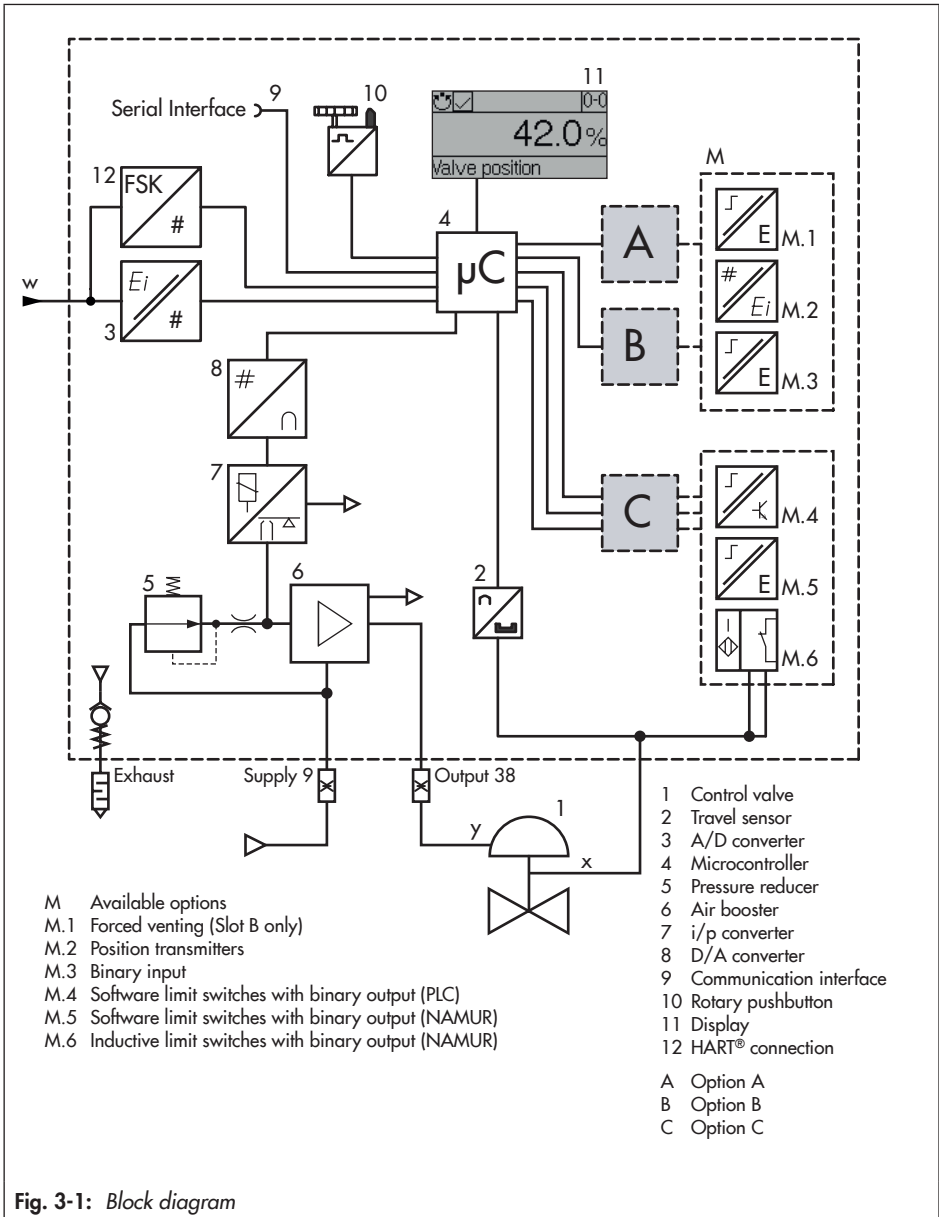 11
9
10
Serial Interface
0-0
42.0%
Valve position
M
12
FSK
#
4
µC
A
E
M.1
w
Ei
#
3
#
Ei
M.2
B
E
M.3
8
#
7
C
M.4
5
6
2
E
M.5
M.6
Exhaust
Supply 9
Output 38
1
y
x
1 Control valve
2 Travel sensor
3 A/D converter
4 Microcontroller
5 Pressure reducer
6 Air booster
7 i/p converter
8 D/A converter
9 Communication interface
10 Rotary pushbutton
11 Display
12 HART® connection
A Option A
B Option B
C Option C
M Available options
M.1 Forced venting (Slot B only)
M.2 Position transmitters
M.3 Binary input
M.4 Software limit switches with binary output (PLC)
M.5 Software limit switches with binary output (NAMUR)
M.6 Inductive limit switches with binary output (NAMUR)
Fig. 3-1: Block diagram